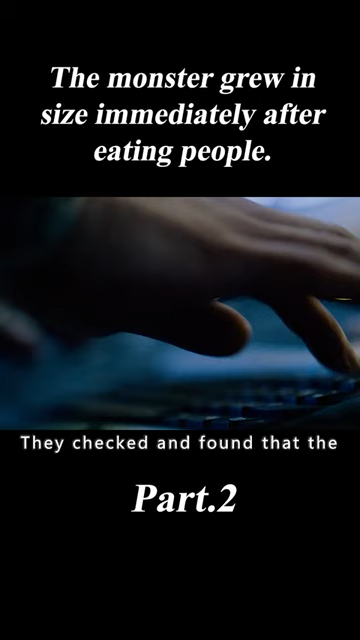 The monster grew in
size immediately after
eating people.
They checked and found that the
Part.2